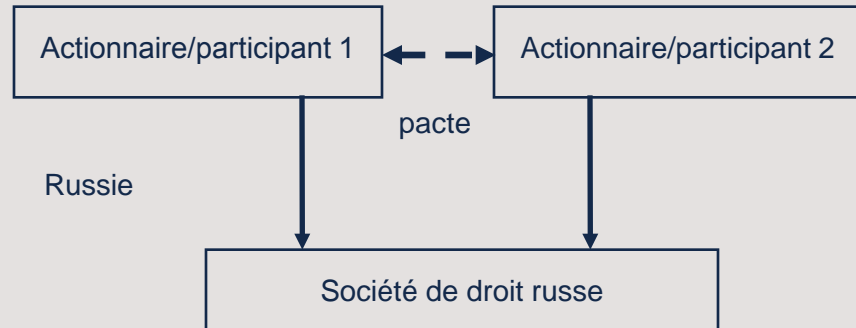 Actionnaire/participant 1
Actionnaire/participant 2
pacte
Russie
Société de droit russe